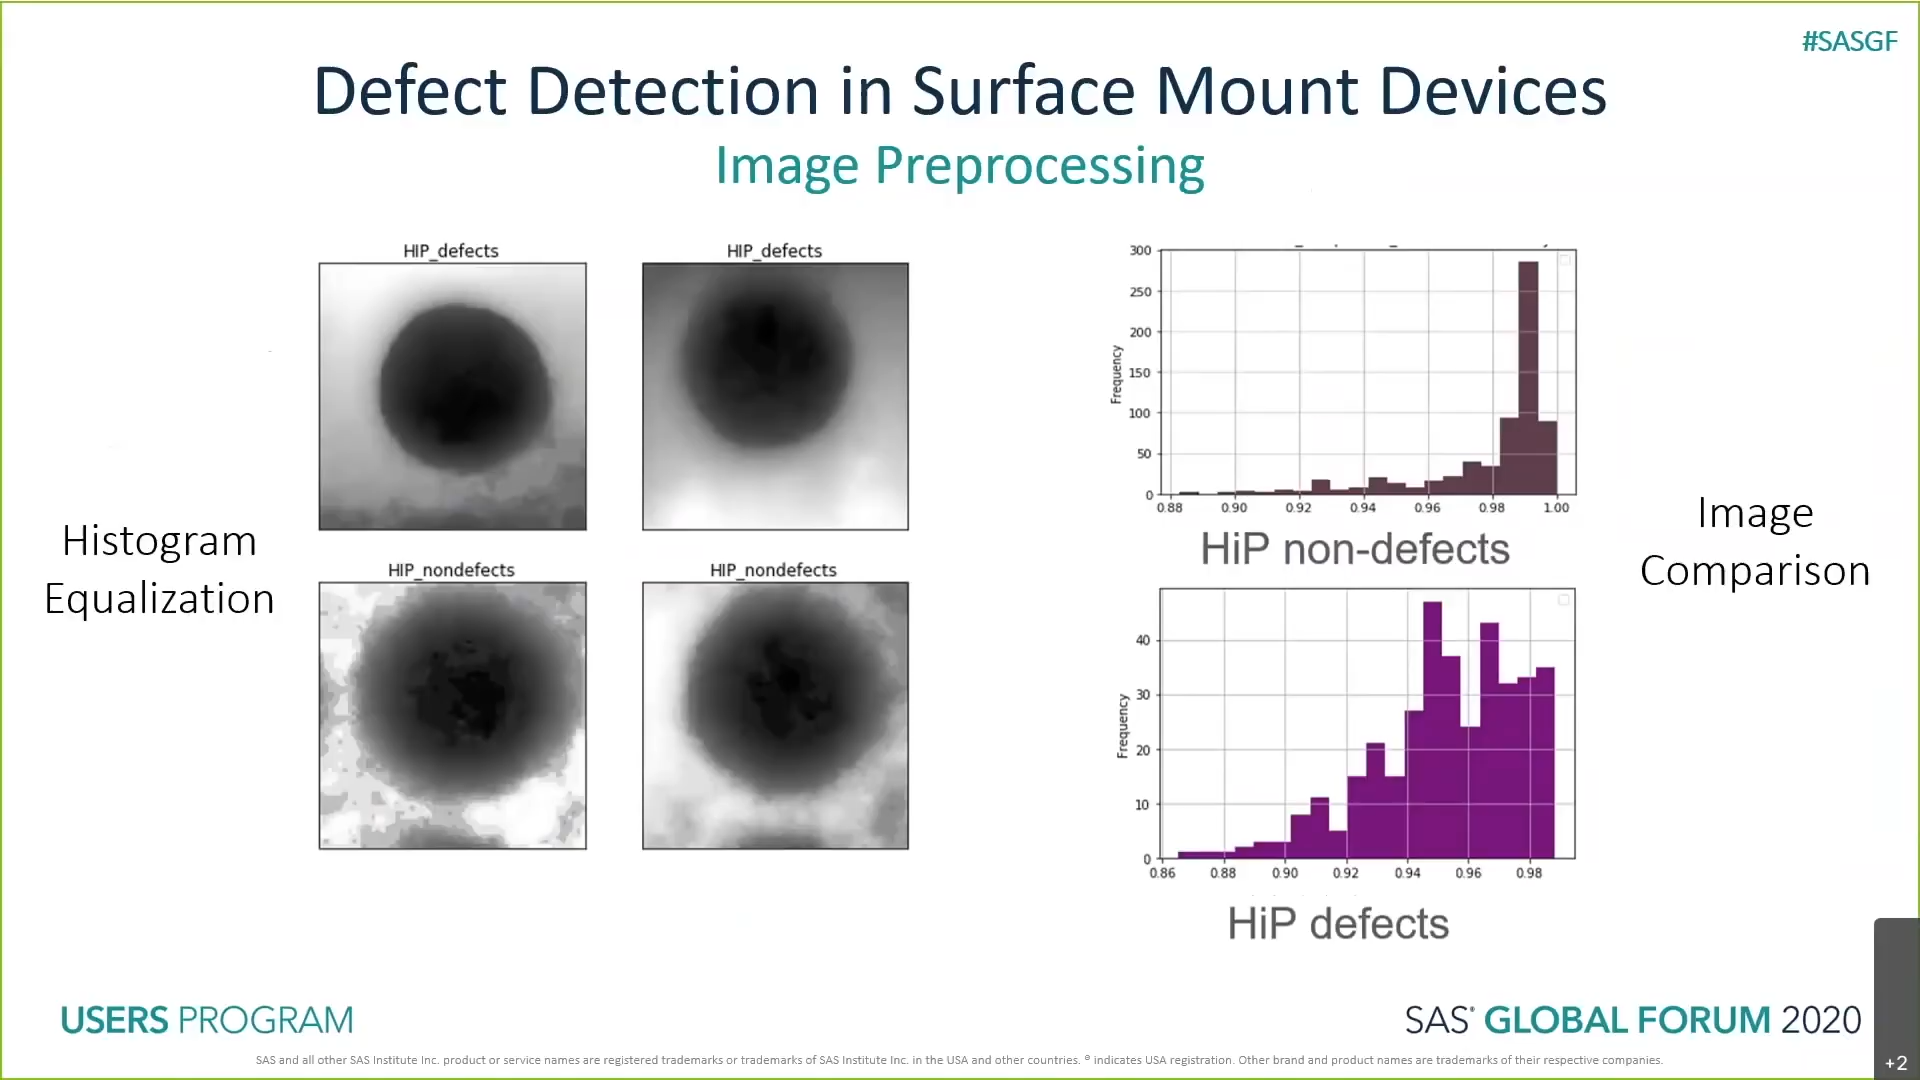 #SASGF
Defect Detection in Surface Mount Devices
Image Preprocessing
Histogram
Equalization
HIP_defects
HIP_defects
HIP_nondefects
HIP_nondefects
300
250
200
150
100
50
0
Frequency
0.88 0.90 0.92 0.94 0.96 0.98 1.00
HiP non-defects
40
30
20
10
0
Frequency
0.86 0.88 0.90 0.92 0.94 0.96 0.98
HiP defects
Image
Comparison
USERS PROGRAM
SAS® GLOBAL FORUM 2020
SAS and all other SAS Institute Inc. product or service names are registered trademarks or trademarks of SAS Institute Inc. in the USA and other countries. ® indicates USA registration. Other brand and product names are trademarks of their respective companies.
+2